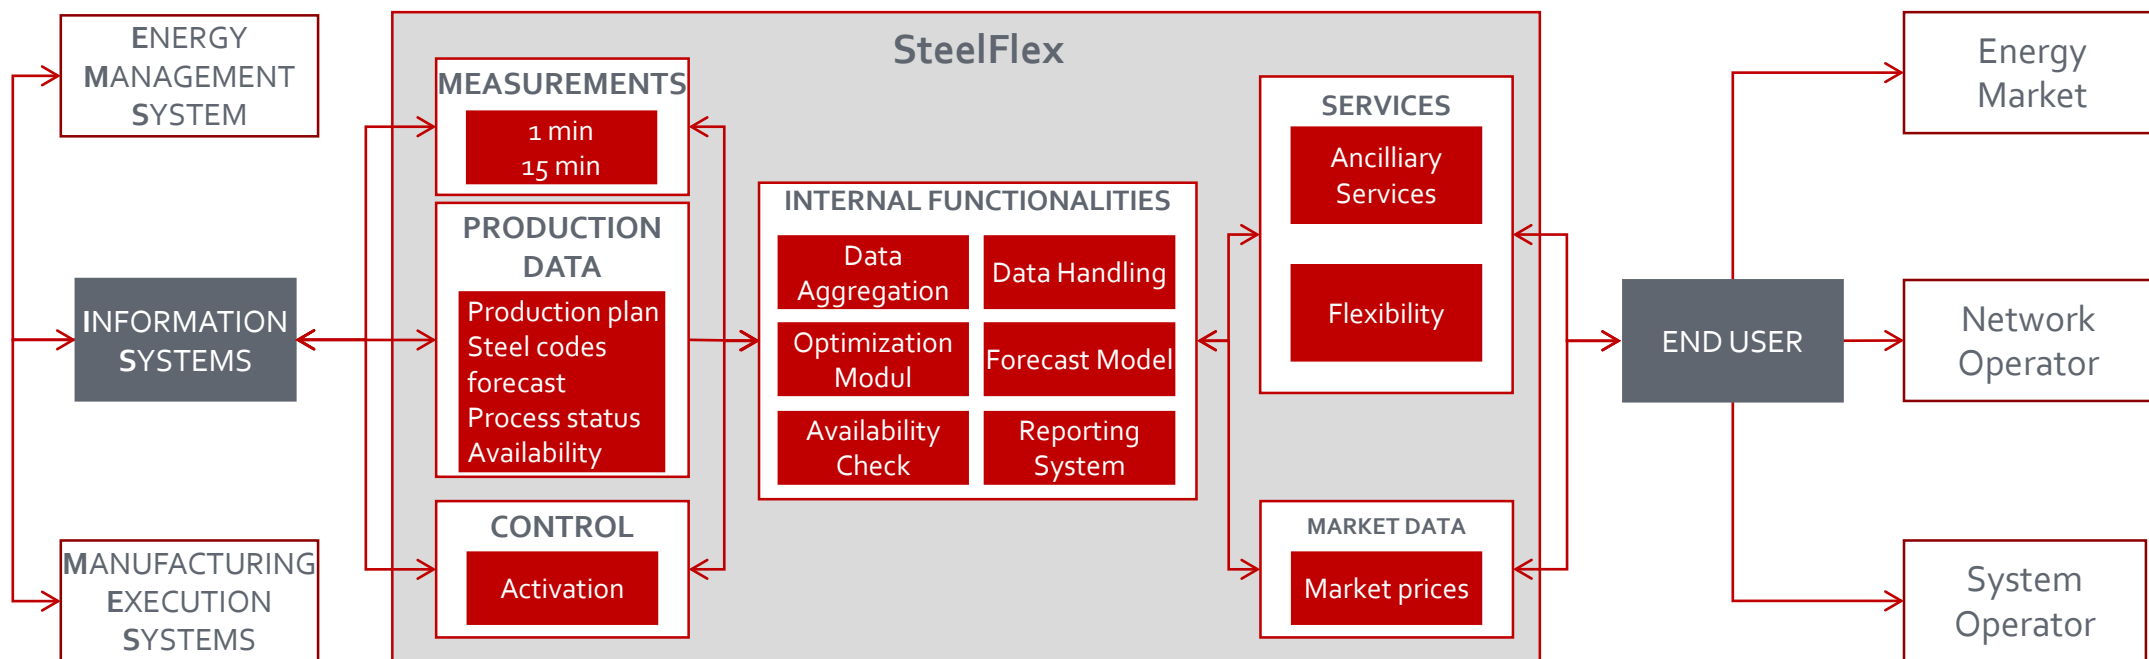 ENERGY
MANAGEMENT
SYSTEM
INFORMATION
SYSTEMS
MANUFACTURING
EXECUTION
SYSTEMS
SteelFlex
MEASUREMENTS
1 min
15 min
PRODUCTION
DATA
Production plan
Steel codes
forecast
Process status
Availability
CONTROL
Activation
INTERNAL FUNCTIONALITIES
Data
Aggregation
Data Handling
Optimization
Modul
Forecast Model
Availability
Check
Reporting
System
SERVICES
Ancilliary
Services
Flexibility
MARKET DATA
Market prices
END USER
Energy
Market
Network
Operator
System
Operator